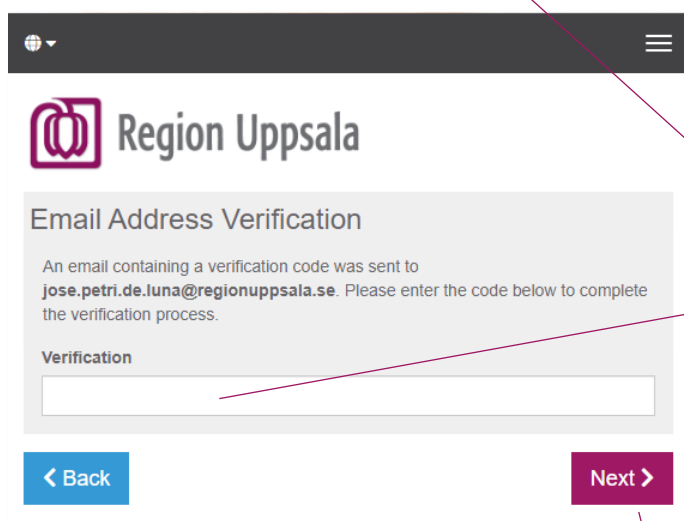 Region Uppsala
Email Address Verification
An email containing a verification code was sent to
jose.petri.de.luna@regionuppsala.se. Please enter the code below to complete
the verification process.
Verification
Back
Next